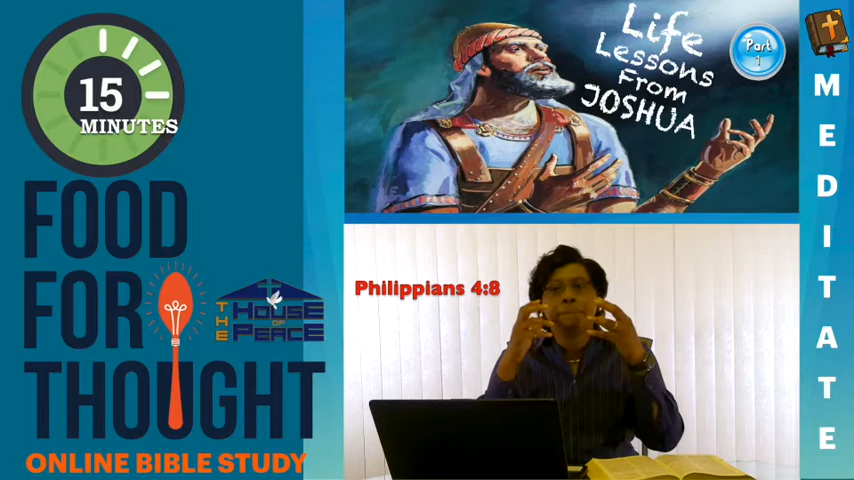 15
MINUTES
FOOD
FOR
THOUGHT
THE
HOUSE
OF
PEACE
ONLINE BIBLE STUDY
Life
Lessons
From
JOSHUA
Part
1
Philippians 4:8
MEDITATE